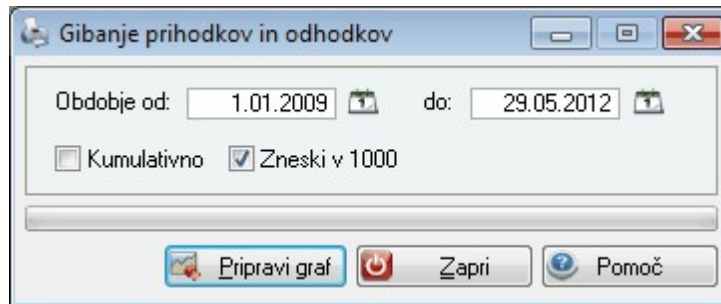 Gibanje prihodkov in odhodkov
Obdobje od: 1.01.2009 do: 29.05.2012
Kumulativno Zneski v 1000
Pripravi graf Zapri Pomoč